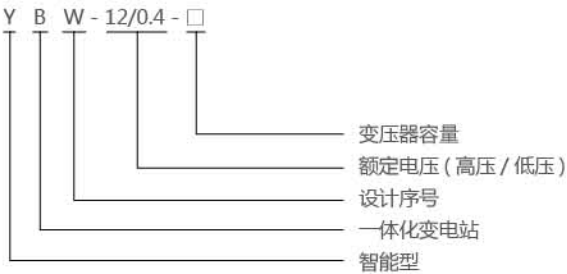 Y B W - 12/0.4 - □
变压器容量
额定电压 ( 高压 / 低压 )
设计序号
一体化变电站
智能型